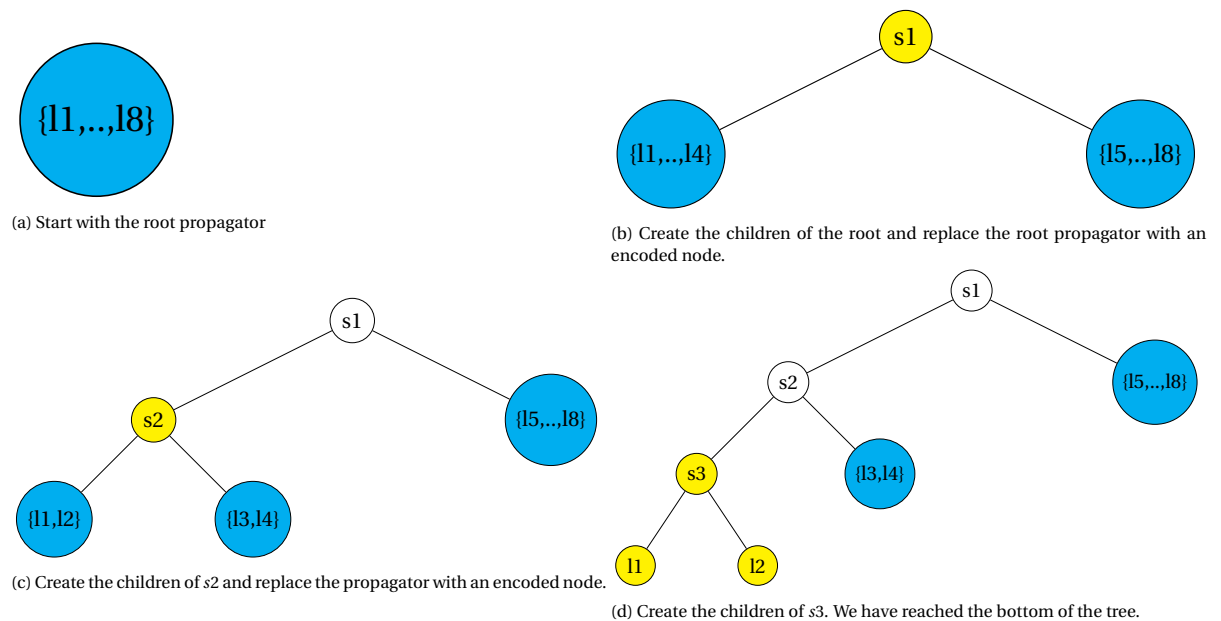 {l1,..,l8}
(a) Start with the root propagator
s1
{l1,..,l4}
{l5,..,l8}
(b) Create the children of the root and replace the root propagator with an
encoded node.
s1
s2
{l5,..,l8}
{l1,l2}
{l3,l4}
(c) Create the children of s2 and replace the propagator with an encoded node.
s1
s2
{l5,..,l8}
s3
{l3,l4}
l1
l2
(d) Create the children of s3. We have reached the bottom of the tree.